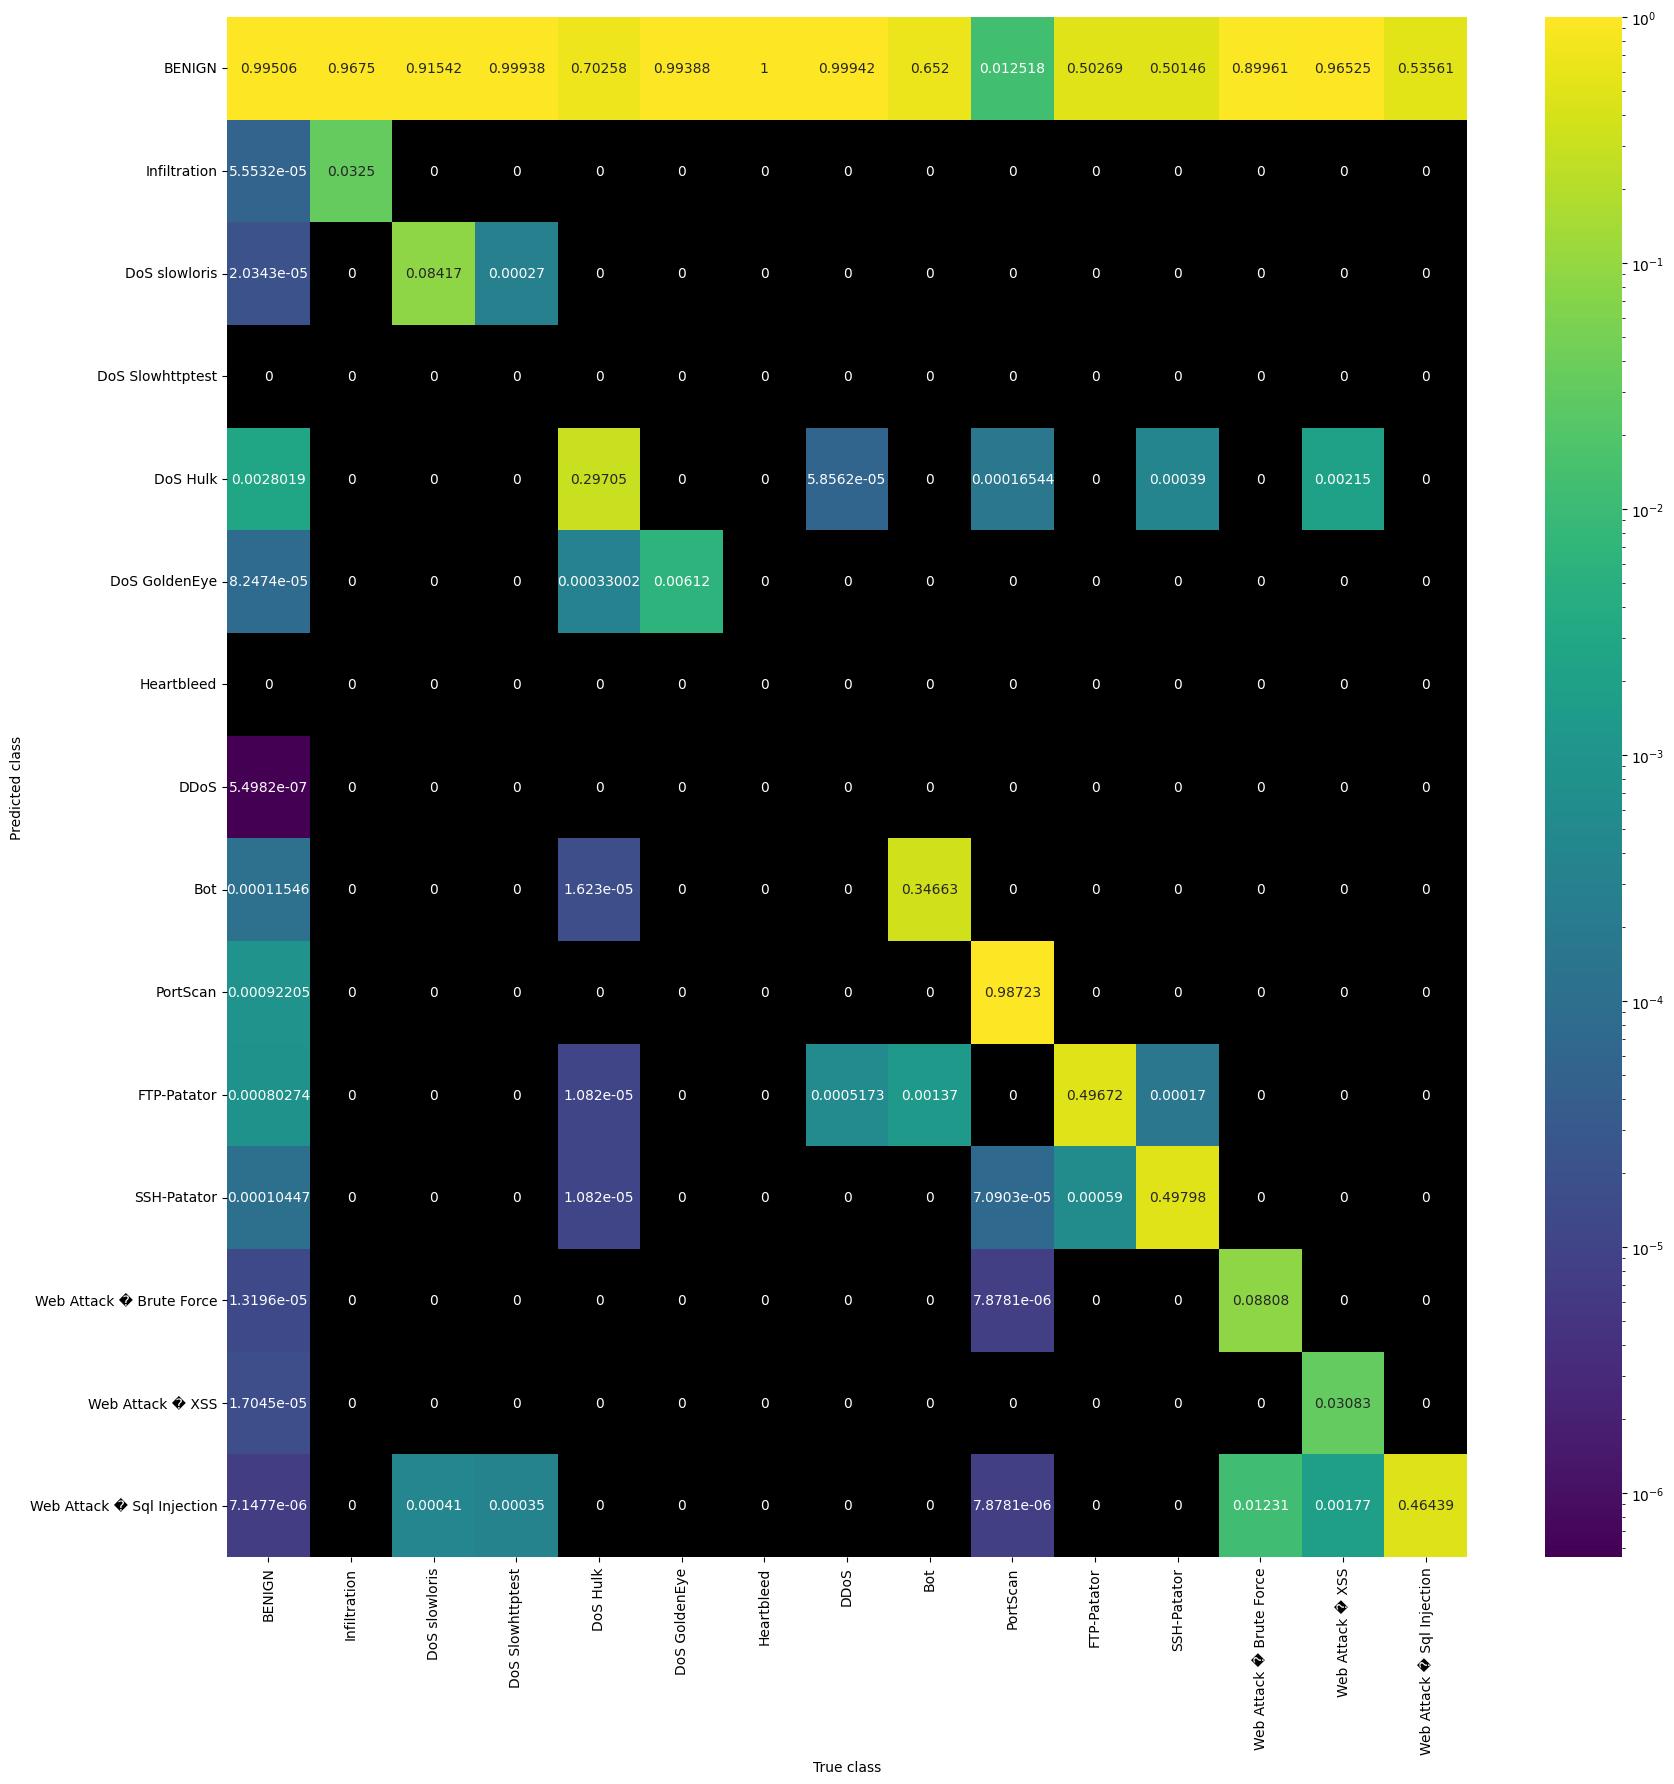 BENIGN 0.99506 0.9675 0.91542 0.99938 0.70258 0.99388 1 0.99942 0.652 0.012518 0.50269 0.50146 0.89961 0.96525 0.53561
Infiltration 5.5532e-05 0.0325 0 0 0 0 0 0 0 0 0 0 0 0 0
DoS slowloris 2.0343e-05 0 0.08417 0.00027 0 0 0 0 0 0 0 0 0 0 0
DoS Slowhttptest 0 0 0 0 0 0 0 0 0 0 0 0 0 0 0
DoS Hulk 0.0028019 0 0 0 0.29705 0 0 5.8562e-05 0 0.00016544 0 0.00039 0 0.00215 0
DoS GoldenEye 8.2474e-05 0 0 0 0.00033002 0.00612 0 0 0 0 0 0 0 0 0
Heartbleed 0 0 0 0 0 0 0 0 0 0 0 0 0 0 0
DDoS 5.4982e-07 0 0 0 0 0 0 0 0 0 0 0 0 0 0
Bot 0.00011546 0 0 0 1.623e-05 0 0 0 0.34663 0 0 0 0 0 0
PortScan 0.00092205 0 0 0 0 0 0 0 0 0.98723 0 0 0 0 0
FTP-Patator 0.00080274 0 0 0 1.082e-05 0 0 0.0005173 0.00137 0 0.49672 0.00017 0 0 0
SSH-Patator 0.00010447 0 0 0 1.082e-05 0 0 0 0 7.0903e-05 0.00059 0.49798 0 0 0
Web Attack � Brute Force 1.3196e-05 0 0 0 0 0 0 0 0 7.8781e-06 0 0 0.08808 0 0
Web Attack � XSS 1.7045e-05 0 0 0 0 0 0 0 0 0 0 0 0 0.03083 0
Web Attack � Sql Injection 7.1477e-06 0 0.00041 0.00035 0 0 0 0 0 7.8781e-06 0 0 0.01231 0.00177 0.46439
Predicted class
BENIGN
Infiltration
DoS slowloris
DoS Slowhttptest
DoS Hulk
DoS GoldenEye
Heartbleed
DDoS
Bot
PortScan
FTP-Patator
SSH-Patator
Web Attack � Brute Force
Web Attack � XSS
Web Attack � Sql Injection
True class
10⁰
10⁻¹
10⁻²
10⁻³
10⁻⁴
10⁻⁵
10⁻⁶